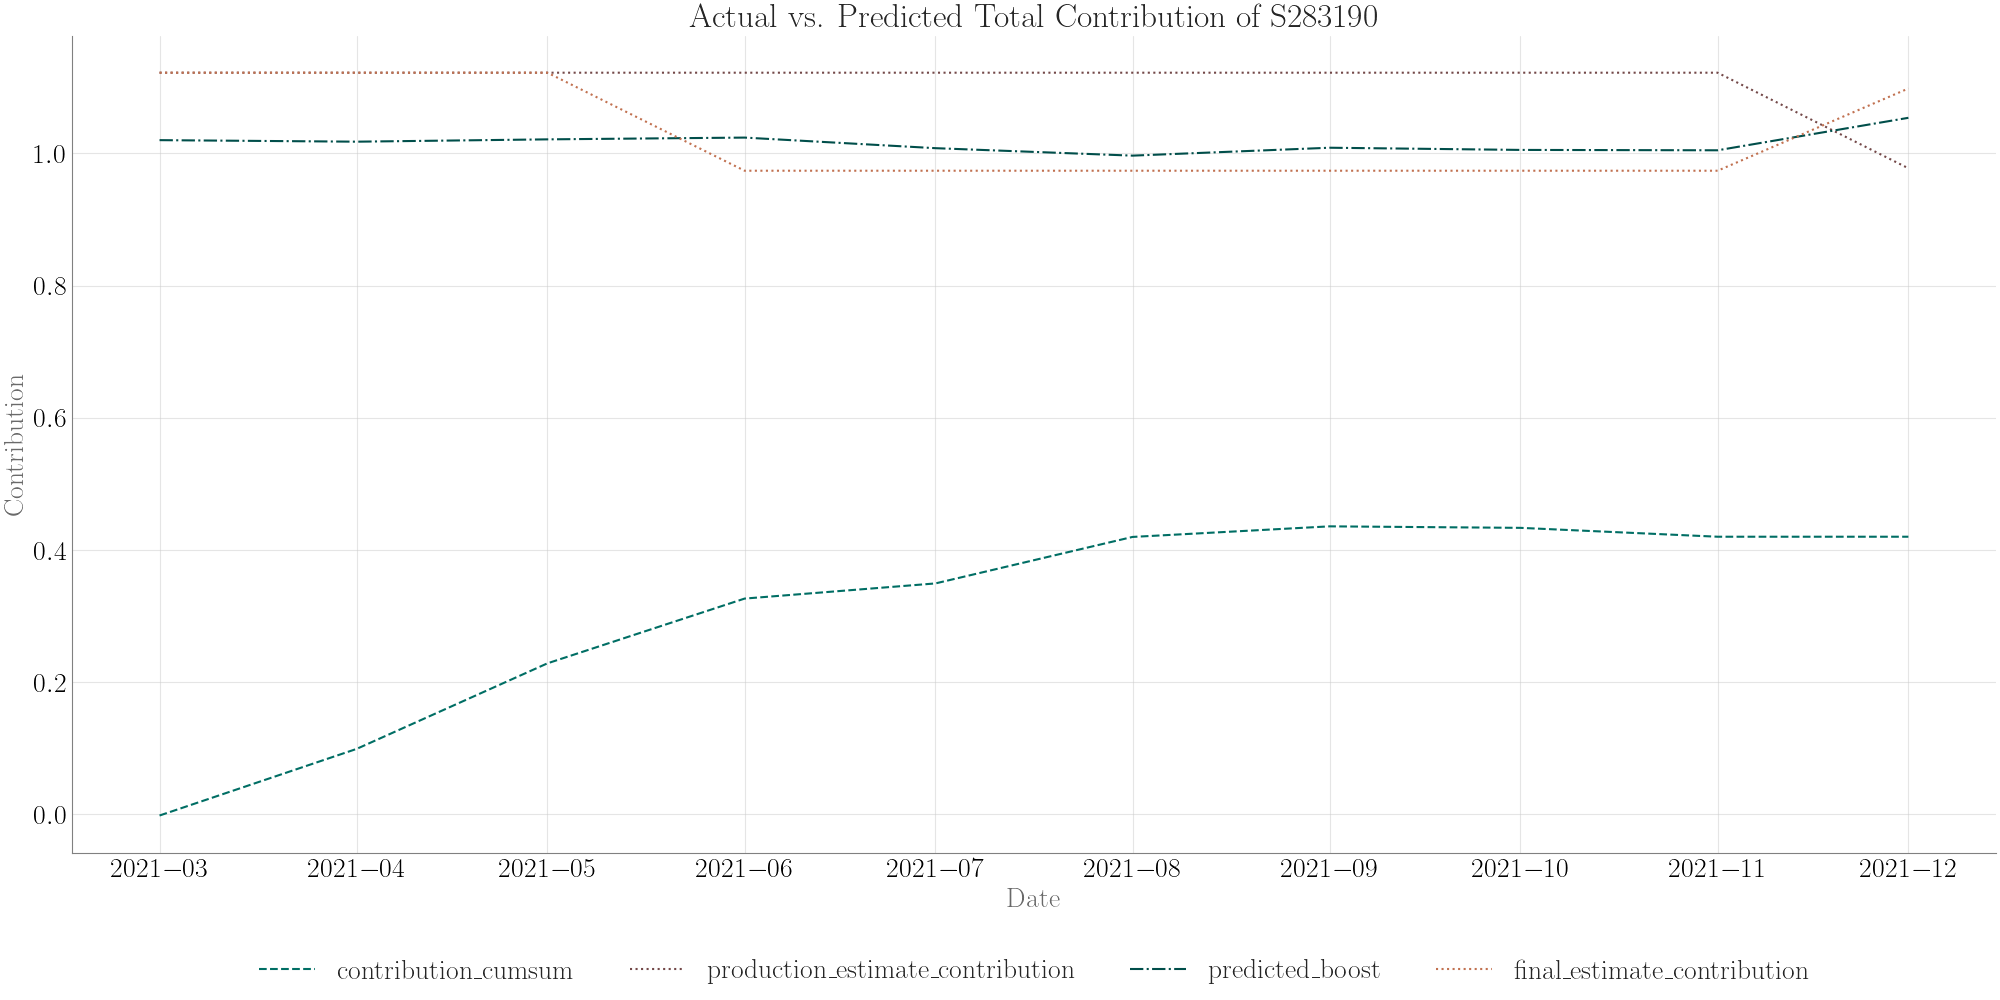 Actual vs. Predicted Total Contribution of S283190
Contribution
1.0
0.8
0.6
0.4
0.2
0.0
2021−03 2021−04 2021−05 2021−06 2021−07 2021−08 2021−09 2021−10 2021−11 2021−12
Date
contribution_cumsum production_estimate_contribution predicted_boost final_estimate_contribution